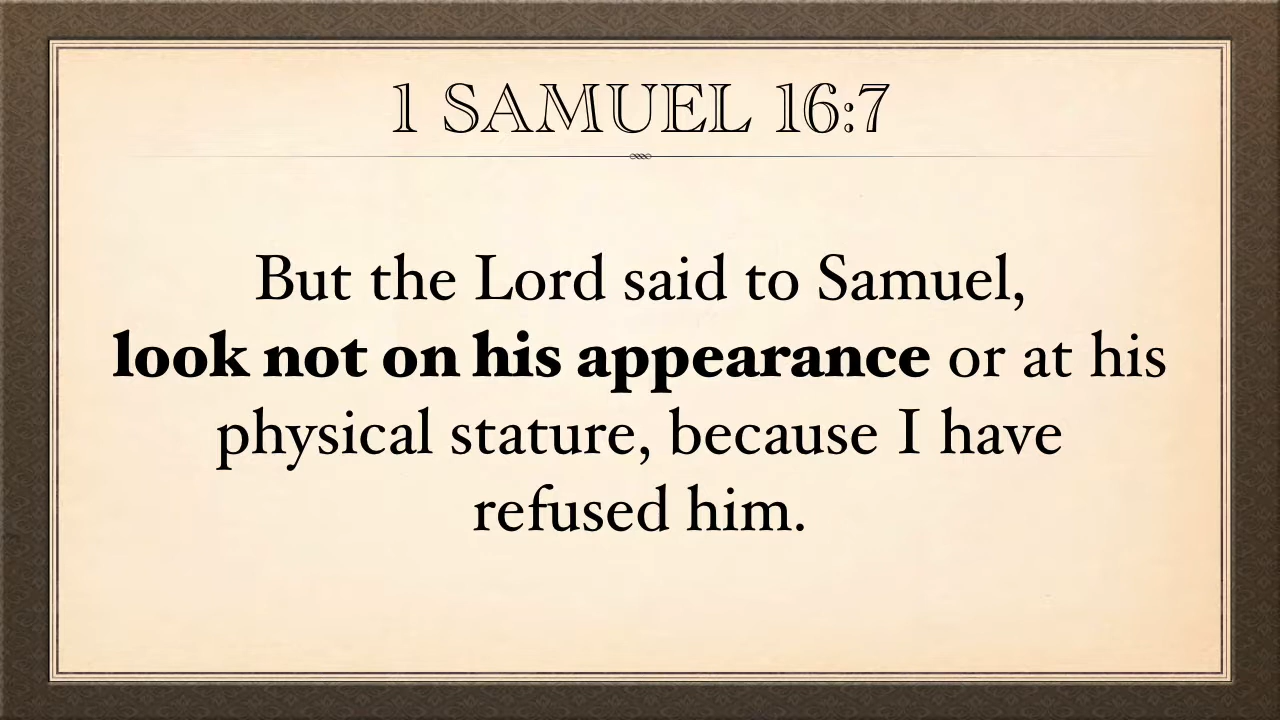 1 SAMUEL 16:7
But the Lord said to Samuel,
look not on his appearance or at his
physical stature, because I have
refused him.